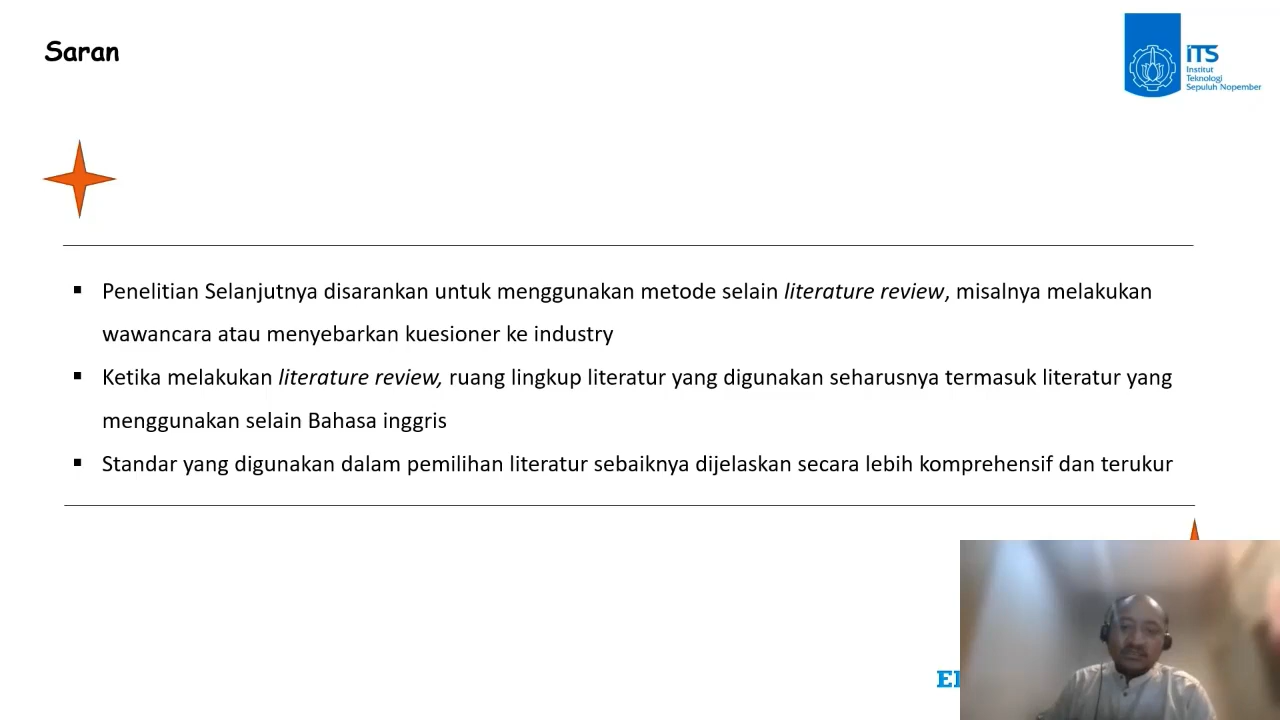 Saran
ITS
Institut
Teknologi
Sepuluh Nopember
▪ Penelitian Selanjutnya disarankan untuk menggunakan metode selain literature review, misalnya melakukan
wawancara atau menyebarkan kuesioner ke industry
▪ Ketika melakukan literature review, ruang lingkup literatur yang digunakan seharusnya termasuk literatur yang
menggunakan selain Bahasa inggris
▪ Standar yang digunakan dalam pemilihan literatur sebaiknya dijelaskan secara lebih komprehensif dan terukur